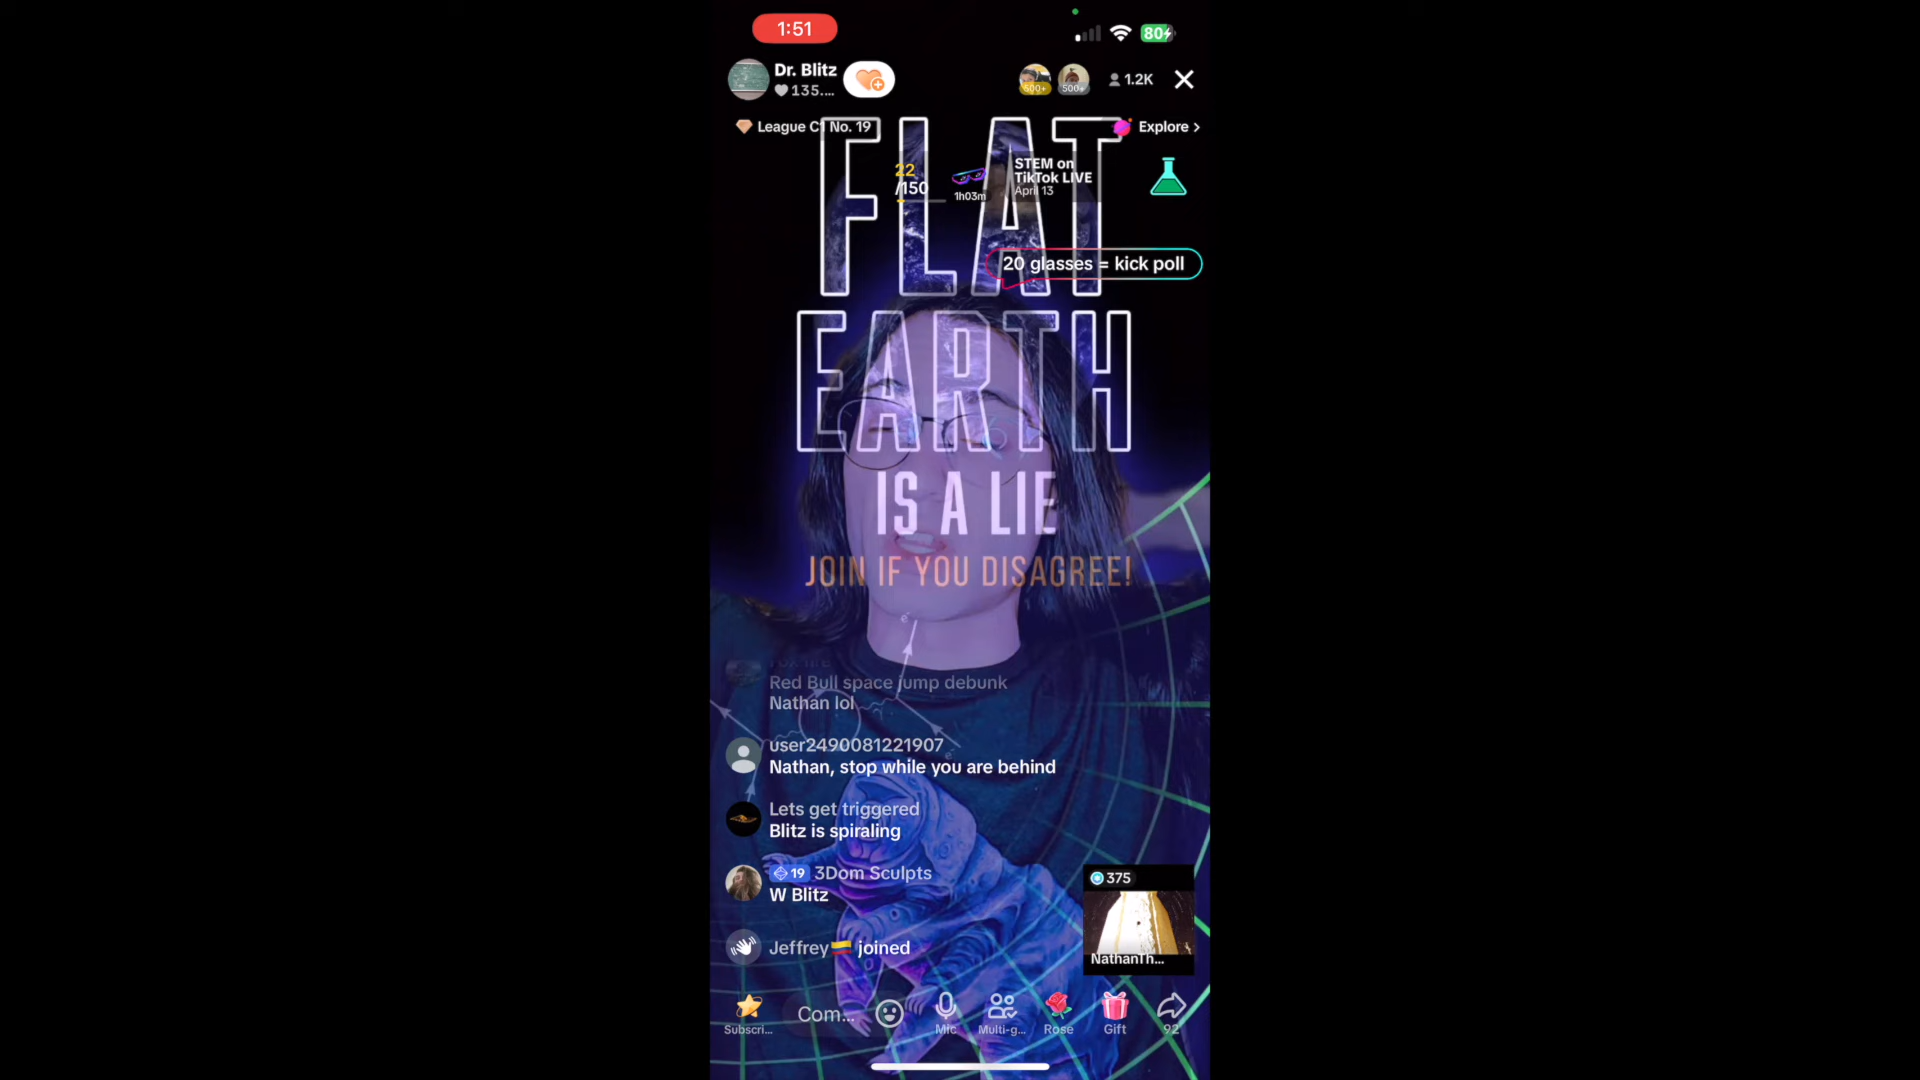 1:51
80
Dr. Blitz
135....
500+
500+
1.2K
League C1 No. 19
Explore >
22
/150
1h03m
STEM on
TikTok LIVE
April 13
20 glasses = kick poll
FLAT
EARTH
IS A LIE
JOIN IF YOU DISAGREE!
Red Bull space jump debunk
Nathan lol
user2490081221907
Nathan, stop while you are behind
Lets get triggered
Blitz is spiraling
19 3Dom Sculpts
W Blitz
Jeffrey🇨🇴 joined
375
NathanTh...
Subscri...
Com...
Mic
Multi-g...
Rose
Gift
92